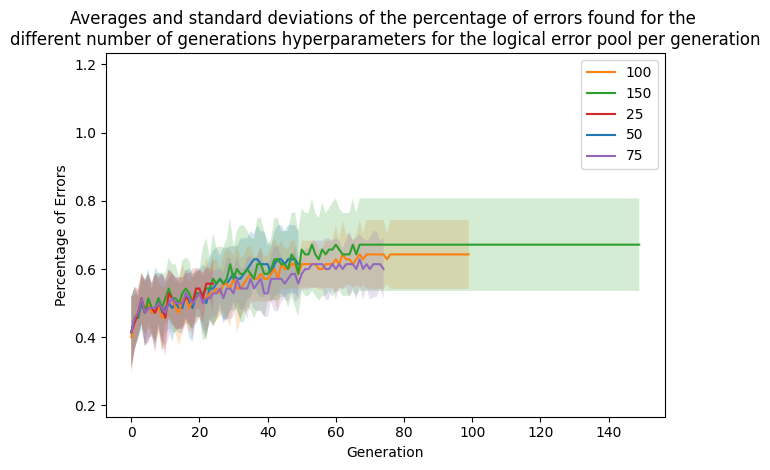 Averages and standard deviations of the percentage of errors found for the
different number of generations hyperparameters for the logical error pool per generation
1.2
1.0
0.8
0.6
0.4
0.2
Percentage of Errors
100
150
25
50
75
0 20 40 60 80 100 120 140
Generation